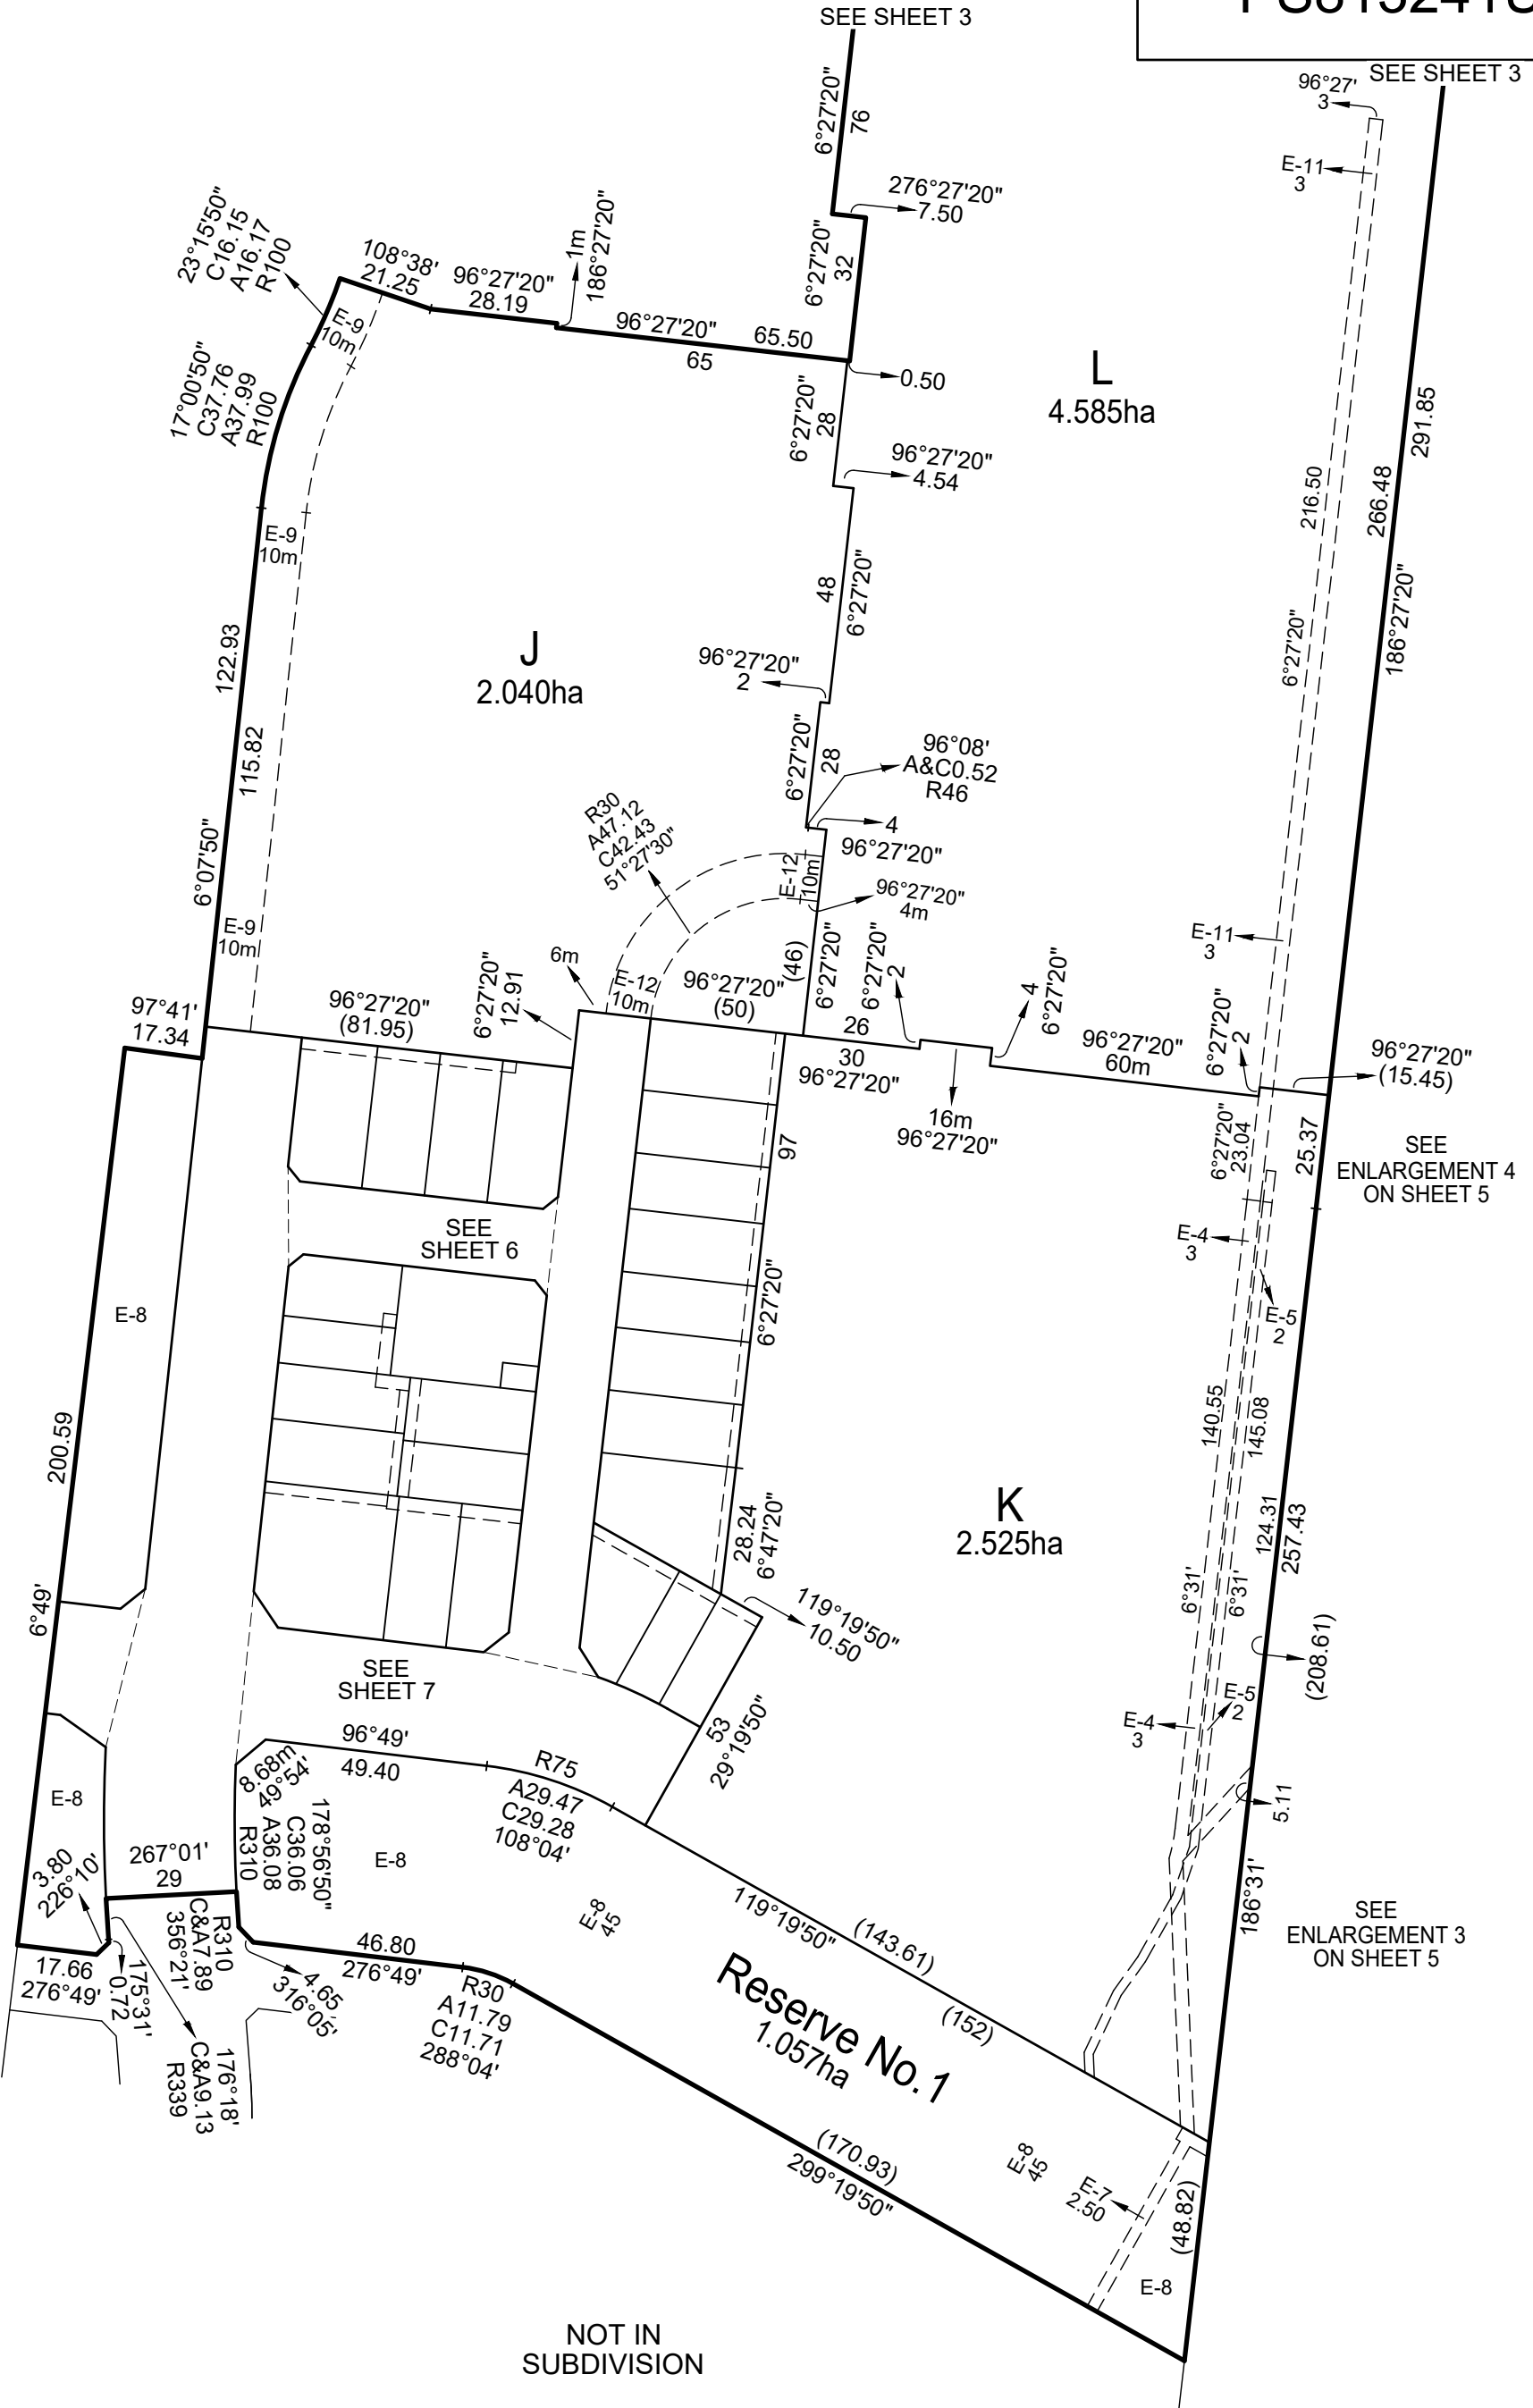 SEE SHEET 3
SEE SHEET 3
6°27'20"
76
276°27'20"
7.50
6°27'20"
32
96°27'
3
E-11
3
23°15'50"
C16.15
A16.17
R100
108°38'
21.25
96°27'20"
28.19
1m
186°27'20"
96°27'20"
65.50
65
0.50
E-9
10m
17°00'50"
C37.76
A37.99
R100
6°27'20"
28
96°27'20"
4.54
L
4.585ha
291.85
266.48
216.50
186°27'20"
6°27'20"
E-9
10m
48
6°27'20"
122.93
115.82
6°07'50"
J
2.040ha
96°27'20"
2
6°27'20"
28
96°08'
A&C0.52
R46
4
96°27'20"
R30
A47.12
C42.43
51°27'30"
E-12
10m
96°27'20"
4m
E-9
10m
E-11
3
97°41'
17.34
96°27'20"
(81.95)
6°27'20"
12.91
6m
E-12
10m
96°27'20"
(50)
(46)
6°27'20"
6°27'20"
2
26
30
96°27'20"
4
6°27'20"
16m
96°27'20"
96°27'20"
60m
6°27'20"
2
96°27'20"
(15.45)
6°27'20"
23.04
25.37
SEE
ENLARGEMENT 4
ON SHEET 5
97
6°27'20"
SEE
SHEET 6
E-4
3
E-5
2
E-8
200.59
6°49'
K
2.525ha
140.55
145.08
124.31
257.43
6°31'
6°31'
(208.61)
28.24
6°47'20"
119°19'50"
10.50
SEE
SHEET 7
53
29°19'50"
E-4
3
E-5
2
5.11
96°49'
49.40
R75
A29.47
C29.28
108°04'
8.68m
49°54'
178°56'50"
C36.06
A36.08
R310
E-8
E-8
3.80
226°10'
267°01'
29
R310
C&A7.89
356°21'
17.66
276°49'
175°31'
0.72
176°18'
C&A9.13
R339
4.65
316°05'
46.80
276°49'
R30
A11.79
C11.71
288°04'
E-8
45
119°19'50"
(143.61)
(152)
Reserve No. 1
1.057ha
186°31'
SEE
ENLARGEMENT 3
ON SHEET 5
(170.93)
299°19'50"
E-8
45
E-7
2.50
(48.82)
E-8
NOT IN
SUBDIVISION